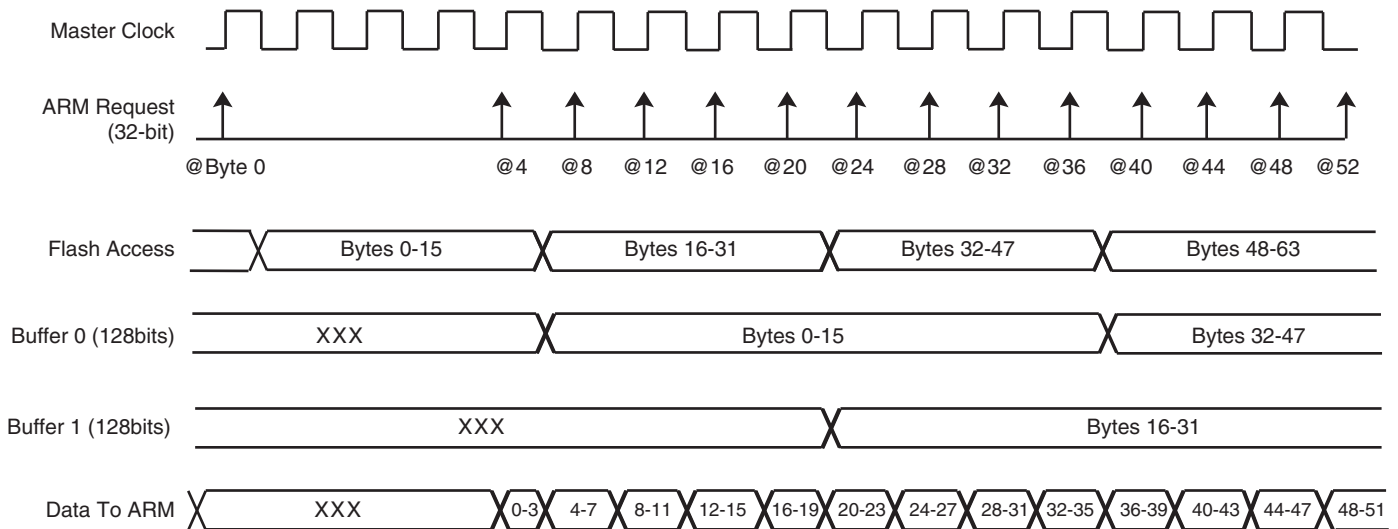 Master Clock
ARM Request
(32-bit)
@Byte 0 @4 @8 @12 @16 @20 @24 @28 @32 @36 @40 @44 @48 @52
Flash Access Bytes 0-15 Bytes 16-31 Bytes 32-47 Bytes 48-63
Buffer 0 (128bits) XXX Bytes 0-15 Bytes 32-47
Buffer 1 (128bits) XXX Bytes 16-31
Data To ARM XXX 0-3 4-7 8-11 12-15 16-19 20-23 24-27 28-31 32-35 36-39 40-43 44-47 48-51